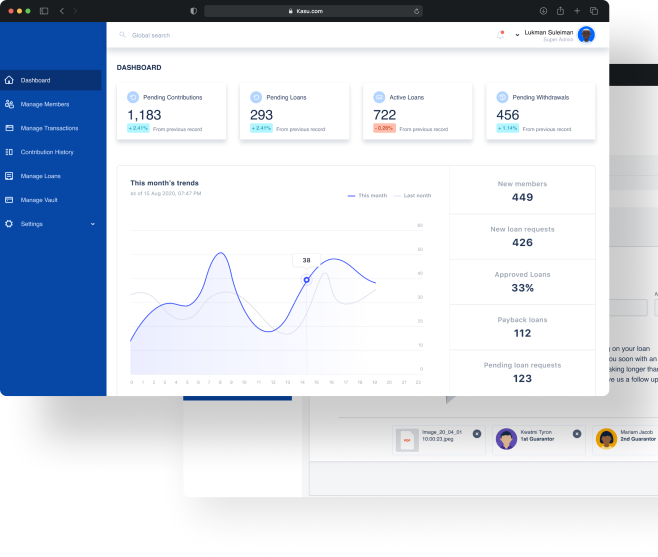 Kasu.com
Global search
Lukman Suleiman
Super Admin
Dashboard
Manage Members
Manage Transactions
Contribution History
Manage Loans
Manage Vault
Settings
DASHBOARD
Pending Contributions
1,183
+ 2.41% From previous record
Pending Loans
293
+ 2.41% From previous record
Active Loans
722
- 0.28% From previous record
Pending Withdrawals
456
+ 1.14% From previous record
This month's trends
as of 15 Aug 2020, 07:47 PM
This month
Last month
60
50
40
30
20
10
0
38
0 1 2 3 4 5 6 7 8 9 10 11 12 13 14 15 16 17 18 19 20 21 22
New members
449
New loan requests
426
Approved Loans
33%
Payback loans
112
Pending loan requests
123
on your loan
ou soon with an
aking longer than
ve us a follow up
PDF
Image_20_04_01
10:00:23.jpeg
Kwatmi Tyron
1st Guarantor
Mariam Jacob
2nd Guarantor